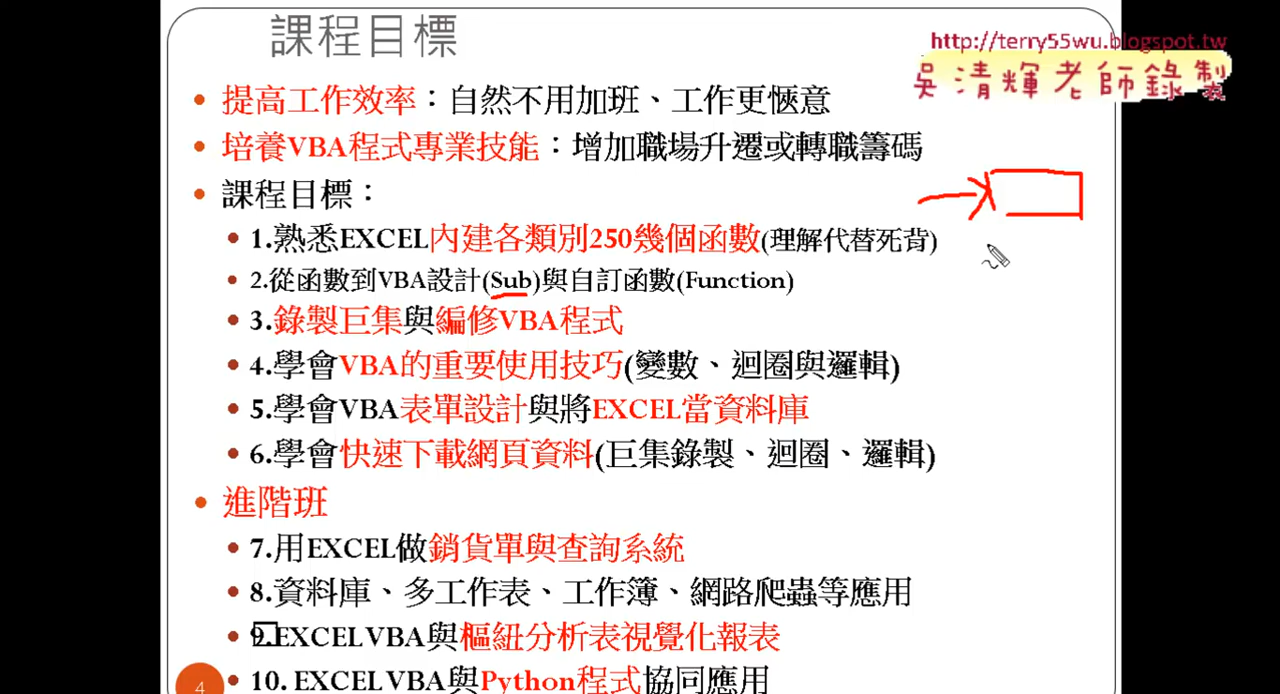 課程目標
http://terry55wu.blogspot.tw
吳清輝老師錄製
提高工作效率：自然不用加班、工作更愜意
培養VBA程式專業技能：增加職場升遷或轉職籌碼
課程目標：
1.熟悉EXCEL內建各類別250幾個函數(理解代替死背)
2.從函數到VBA設計(Sub)與自訂函數(Function)
3.錄製巨集與編修VBA程式
4.學會VBA的重要使用技巧(變數、迴圈與邏輯)
5.學會VBA表單設計與將EXCEL當資料庫
6.學會快速下載網頁資料(巨集錄製、迴圈、邏輯)
進階班
7.用EXCEL做銷貨單與查詢系統
8.資料庫、多工作表、工作簿、網路爬蟲等應用
9.EXCELVBA與樞紐分析表視覺化報表
10. EXCELVBA與Python程式協同應用
4